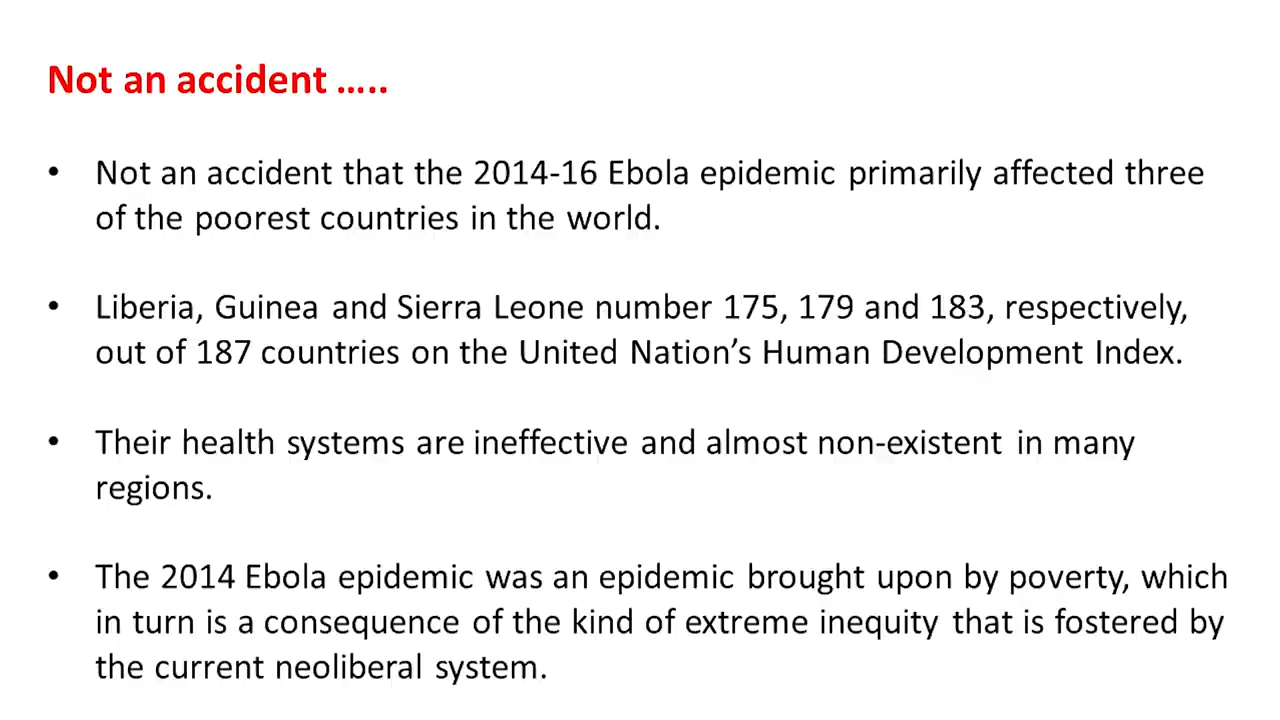 Not an accident .....
• Not an accident that the 2014-16 Ebola epidemic primarily affected three
of the poorest countries in the world.
• Liberia, Guinea and Sierra Leone number 175, 179 and 183, respectively,
out of 187 countries on the United Nation’s Human Development Index.
• Their health systems are ineffective and almost non-existent in many
regions.
• The 2014 Ebola epidemic was an epidemic brought upon by poverty, which
in turn is a consequence of the kind of extreme inequity that is fostered by
the current neoliberal system.